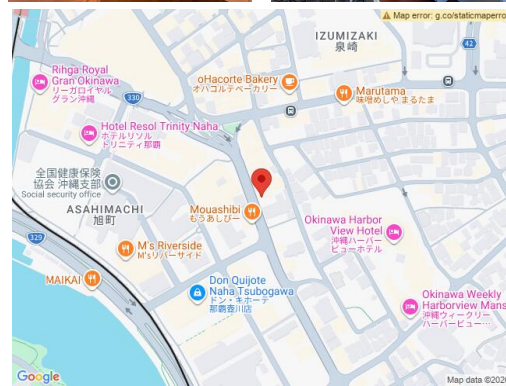 Map error: g.co/staticmaperro
IZUMIZAKI
泉崎
42
Rihga Royal
Gran Okinawa
リーガロイヤル
グラン沖縄
330
oHacorte Bakery
オハコルテベーカリー
Marutama
味噌めしや まるたま
Hotel Resol Trinity Naha
ホテルリソル
トリニティ那覇
全国健康保険
協会 沖縄支部
Social security office
ASAHIMACHI
旭町
Mouashibi
もうあしびー
Okinawa Harbor
View Hotel
沖縄ハーバー
ビューホテル
329
M's Riverside
M'sリバーサイド
MAIKAI
Don Quijote
Naha Tsubogawa
ドン・キホーテ
那覇壺川店
Okinawa Weekly
Harborview Mans
沖縄ウィークリー
ハーバービュー…
Google
Map data ©2026